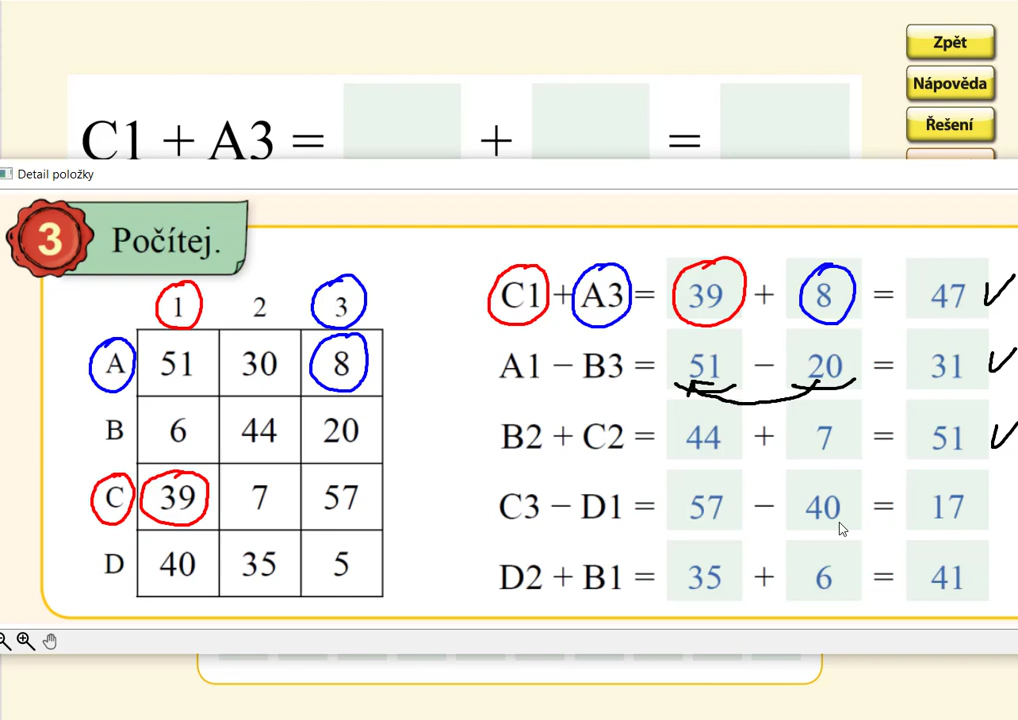 Zpět
Nápověda
Řešení
C1 + A3 = + =
Detail položky
3 Počítej.
1 2 3
A 51 30 8
B 6 44 20
C 39 7 57
D 40 35 5
C1 + A3 = 39 + 8 = 47
A1 − B3 = 51 − 20 = 31
B2 + C2 = 44 + 7 = 51
C3 − D1 = 57 − 40 = 17
D2 + B1 = 35 + 6 = 41